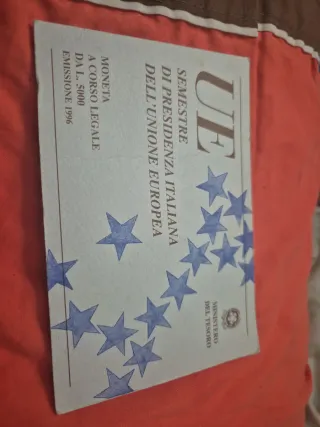 UE
SEMESTRE
DI PRESIDENZA ITALIANA
DELL'UNIONE EUROPEA
MONETA
A CORSO LEGALE
DA L. 5000
EMISSIONE 1996
MINISTERO
DEL TESORO